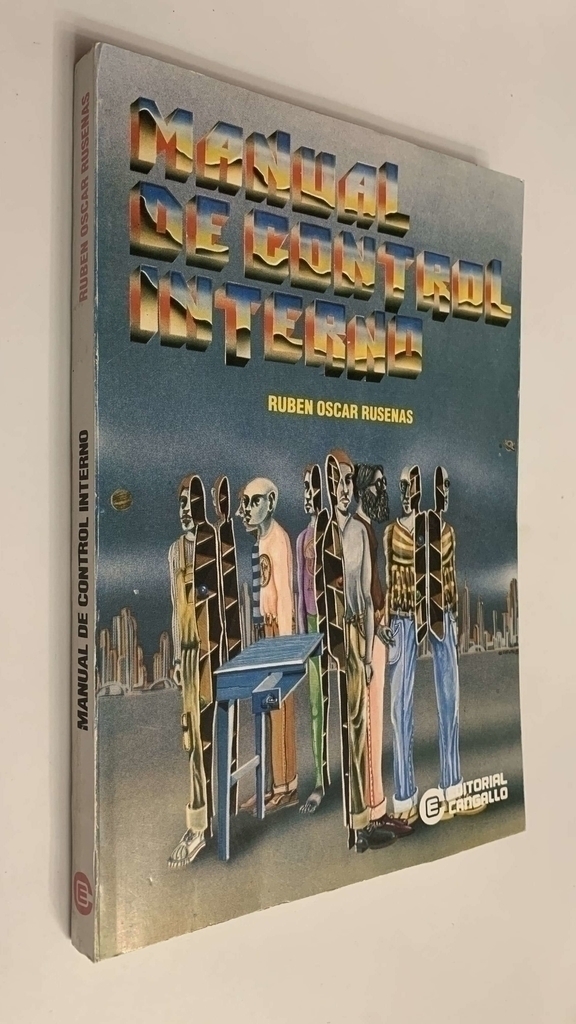 MANUAL
DE CONTROL
INTERNO
RUBEN OSCAR RUSENAS
EDITORIAL
CANGALLO
RUBEN OSCAR RUSENAS
MANUAL DE CONTROL INTERNO